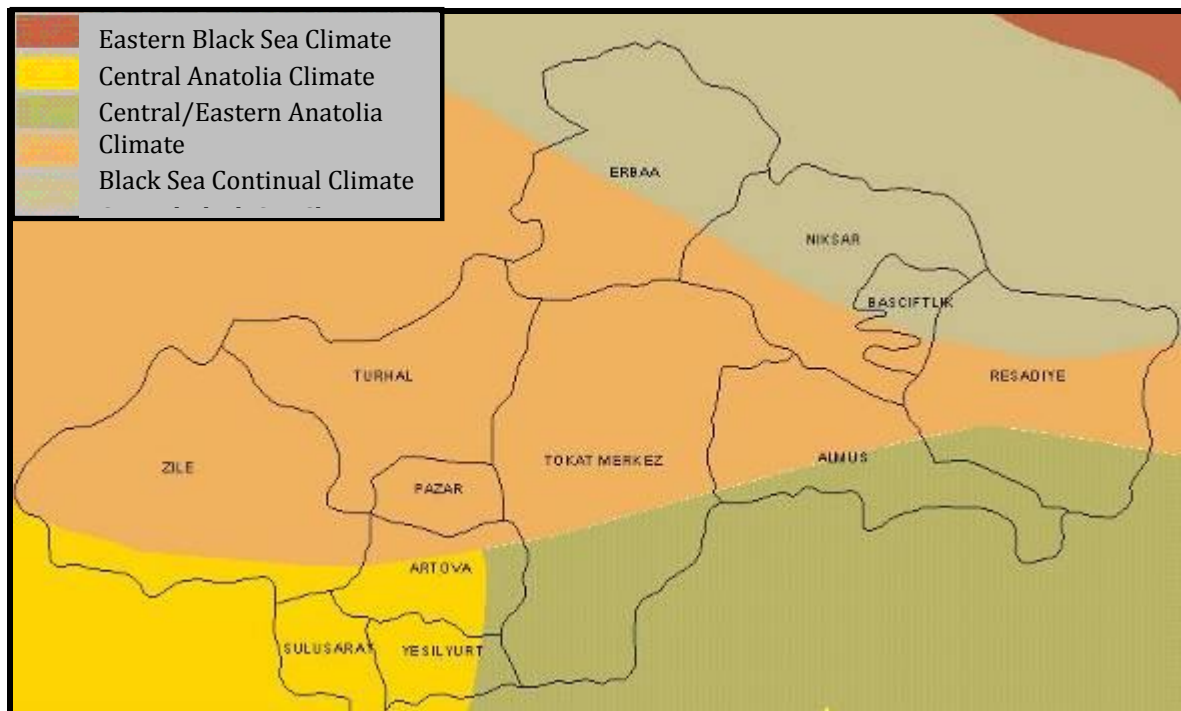 Eastern Black Sea Climate
Central Anatolia Climate
Central/Eastern Anatolia
Climate
Black Sea Continual Climate
ERBAA
NIKSAR
BASCIFTLIK
TURHAL
RESADIYE
ZILE
PAZAR
TOKAT MERKEZ
ALMUS
ARTOVA
SULUSARAY
YESILYURT